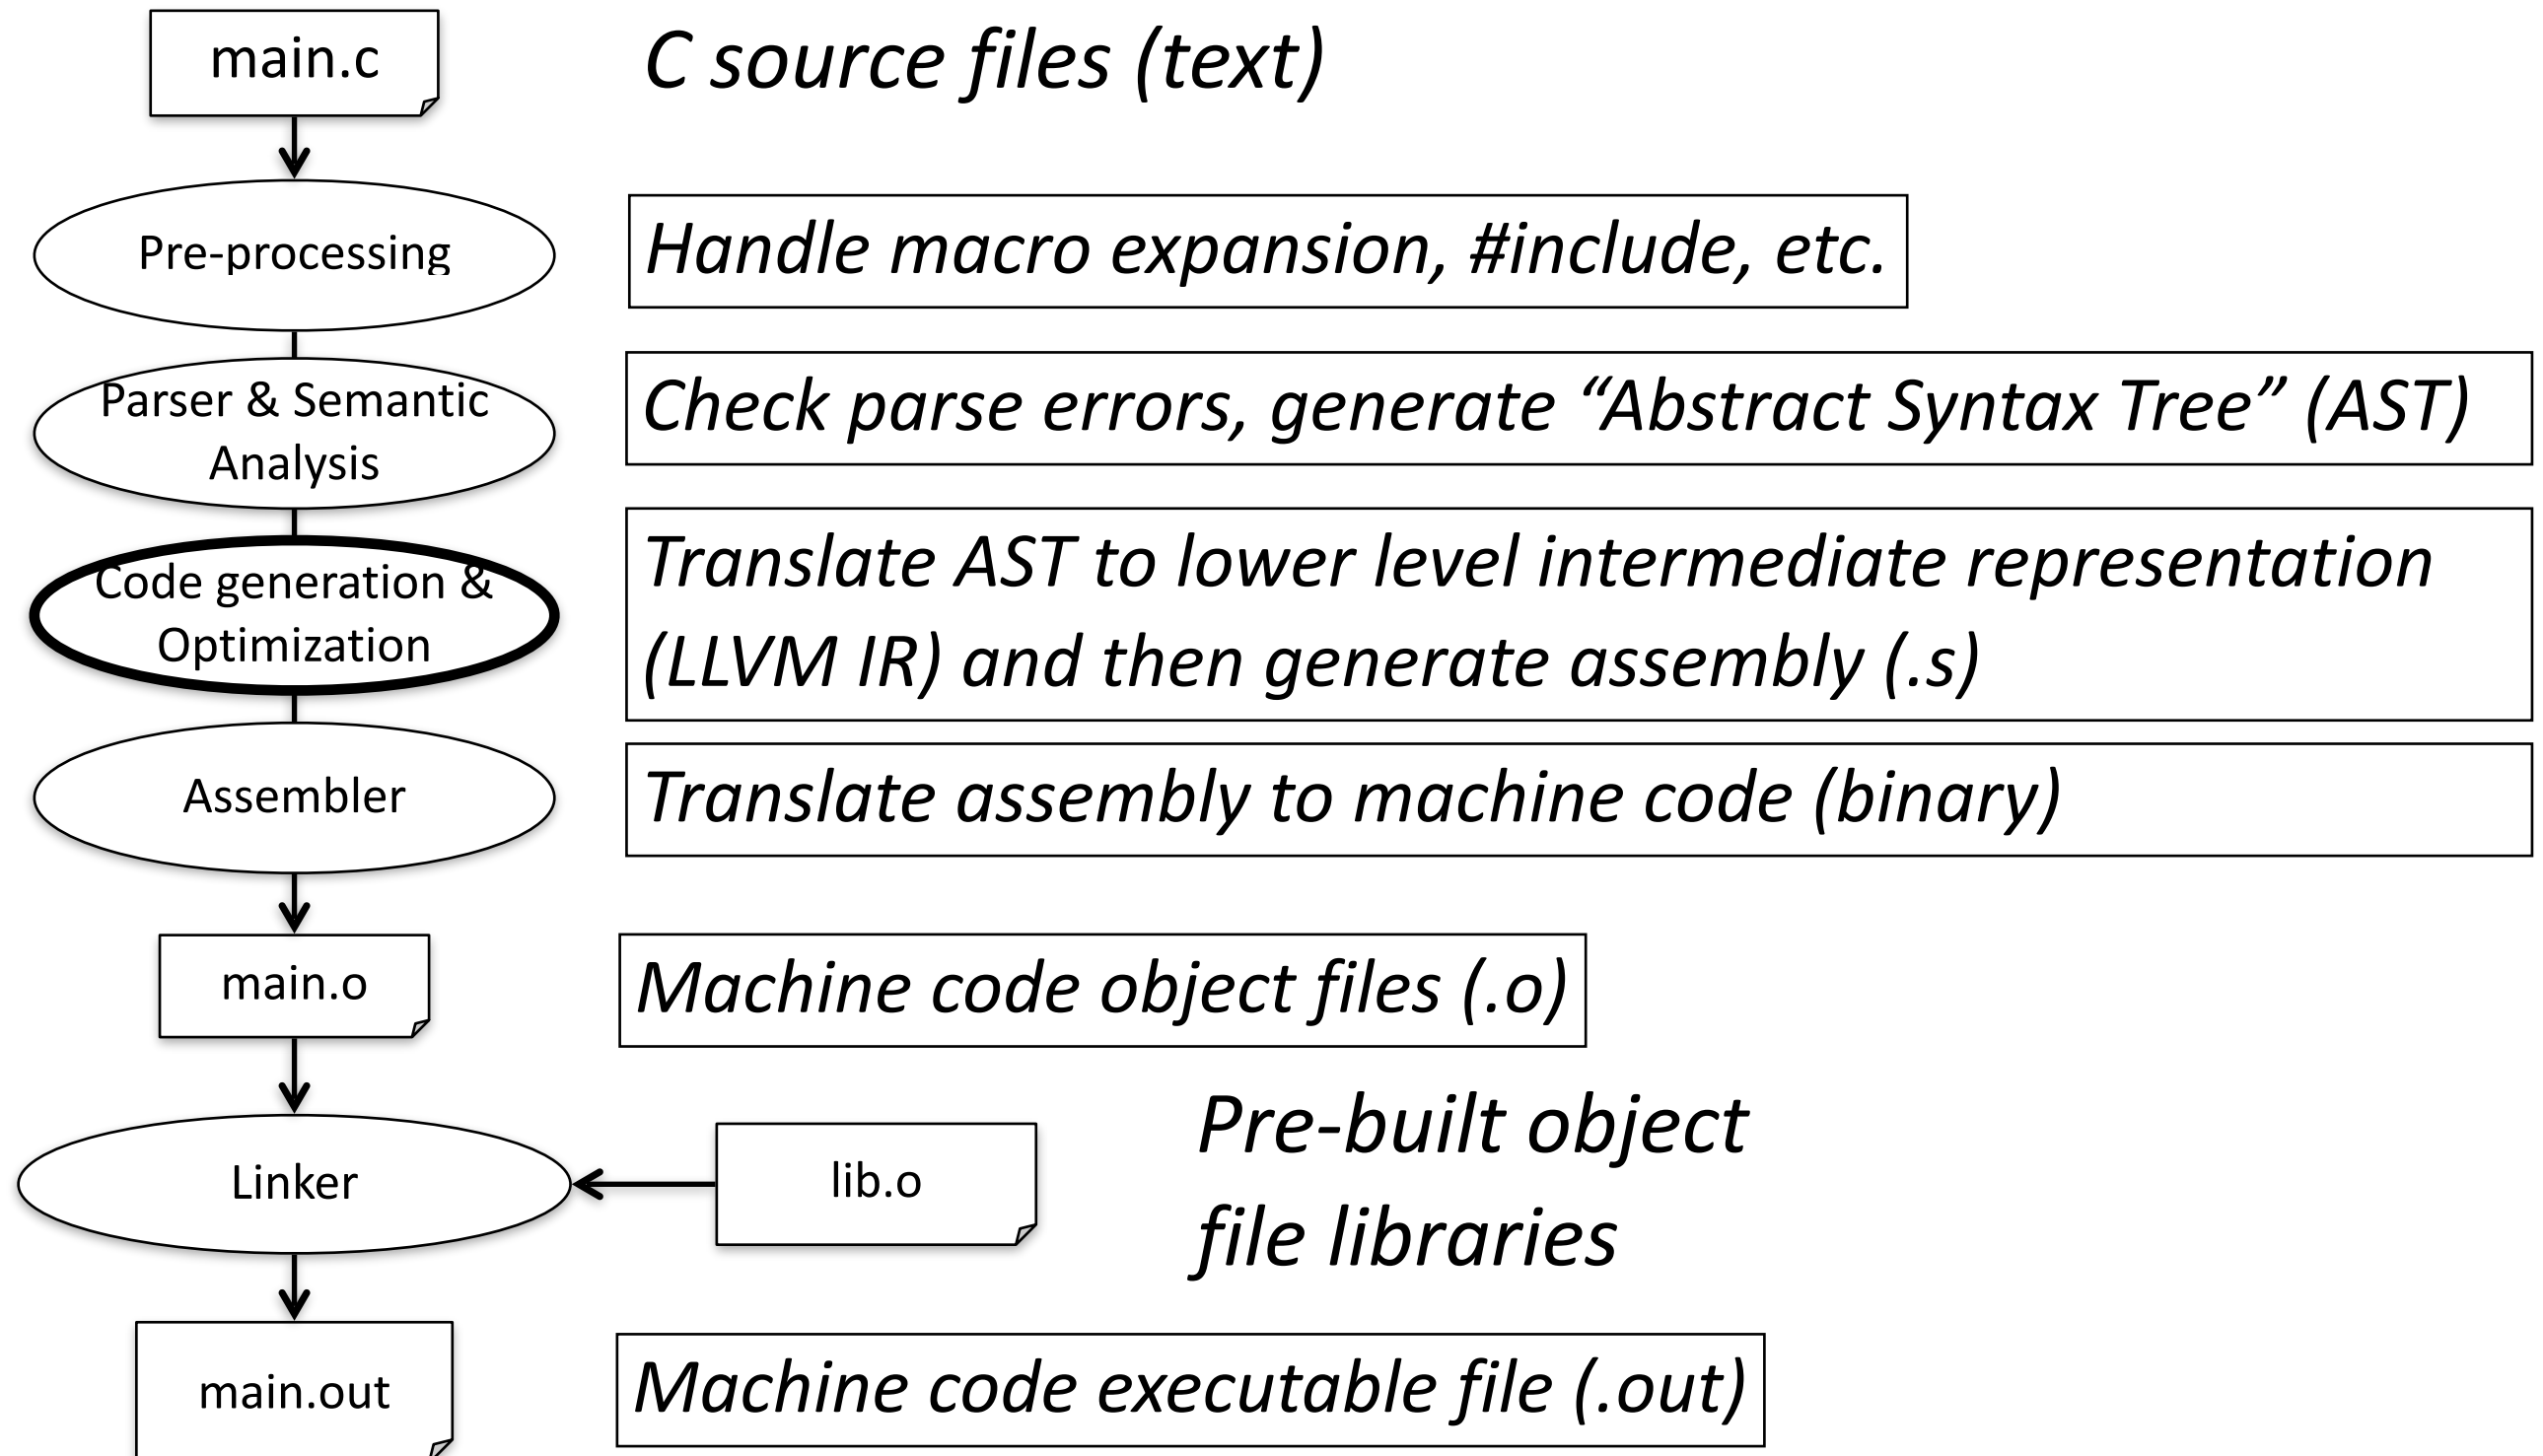 main.c
C source files (text)
Pre-processing
Handle macro expansion, #include, etc.
Parser & Semantic
Analysis
Check parse errors, generate “Abstract Syntax Tree” (AST)
Code generation &
Optimization
Translate AST to lower level intermediate representation
(LLVM IR) and then generate assembly (.s)
Assembler
Translate assembly to machine code (binary)
main.o
Machine code object files (.o)
Linker
lib.o
Pre-built object
file libraries
main.out
Machine code executable file (.out)